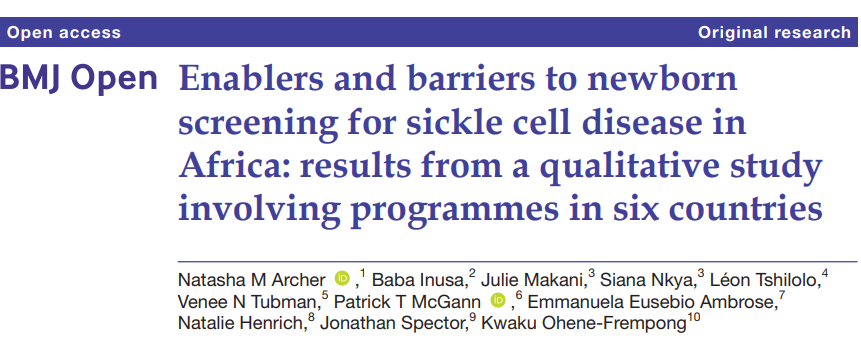 Open access
Original research
BMJ Open
Enablers and barriers to newborn
screening for sickle cell disease in
Africa: results from a qualitative study
involving programmes in six countries
Natasha M Archer iD ,1 Baba Inusa,2 Julie Makani,3 Siana Nkya,3 Léon Tshilolo,4
Venee N Tubman,5 Patrick T McGann iD ,6 Emmanuela Eusebio Ambrose,7
Natalie Henrich,8 Jonathan Spector,9 Kwaku Ohene-Frempong10